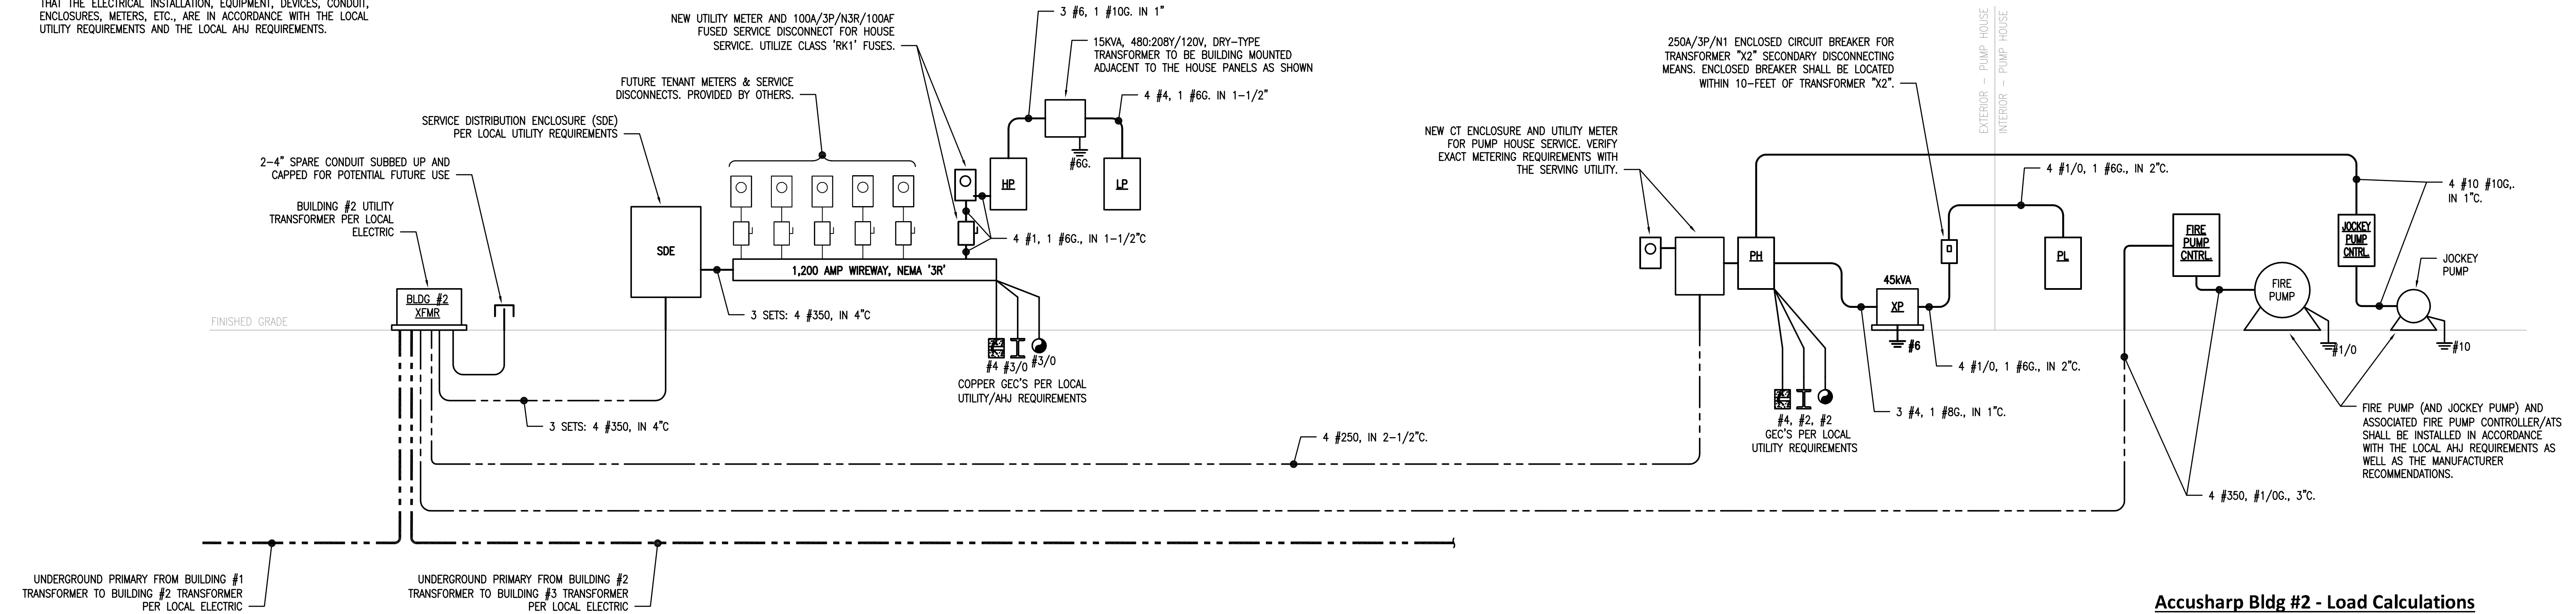 THAT THE ELECTRICAL INSTALLATION, EQUIPMENT, DEVICES, CONDUIT,
ENCLOSURES, METERS, ETC., ARE IN ACCORDANCE WITH THE LOCAL
UTILITY REQUIREMENTS AND THE LOCAL AHJ REQUIREMENTS.
NEW UTILITY METER AND 100A/3P/N3R/100AF
FUSED SERVICE DISCONNECT FOR HOUSE
SERVICE. UTILIZE CLASS 'RK1' FUSES.
3 #6, 1 #10G. IN 1"
15KVA, 480:208Y/120V, DRY-TYPE
TRANSFORMER TO BE BUILDING MOUNTED
ADJACENT TO THE HOUSE PANELS AS SHOWN
4 #4, 1 #6G. IN 1-1/2"
FUTURE TENANT METERS & SERVICE
DISCONNECTS. PROVIDED BY OTHERS.
SERVICE DISTRIBUTION ENCLOSURE (SDE)
PER LOCAL UTILITY REQUIREMENTS
2-4" SPARE CONDUIT SUBBED UP AND
CAPPED FOR POTENTIAL FUTURE USE
BUILDING #2 UTILITY
TRANSFORMER PER LOCAL
ELECTRIC
#6G.
HP
LP
SDE
4 #1, 1 #6G., IN 1-1/2"C
1,200 AMP WIREWAY, NEMA '3R'
BLDG #2
XFMR
3 SETS: 4 #350, IN 4"C
FINISHED GRADE
#4 #3/0
#3/0
COPPER GEC'S PER LOCAL
UTILITY/AHJ REQUIREMENTS
3 SETS: 4 #350, IN 4"C
250A/3P/N1 ENCLOSED CIRCUIT BREAKER FOR
TRANSFORMER "X2" SECONDARY DISCONNECTING
MEANS. ENCLOSED BREAKER SHALL BE LOCATED
WITHIN 10-FEET OF TRANSFORMER "X2".
EXTERIOR - PUMP HOUSE
INTERIOR - PUMP HOUSE
NEW CT ENCLOSURE AND UTILITY METER
FOR PUMP HOUSE SERVICE. VERIFY
EXACT METERING REQUIREMENTS WITH
THE SERVING UTILITY.
4 #1/0, 1 #6G., IN 2"C.
4 #10 #10G,.
IN 1"C.
PH
PL
FIRE
PUMP
CNTRL.
JOCKEY
PUMP
CNTRL.
JOCKEY
PUMP
FIRE
PUMP
45kVA
XP
#6
#1/0
#10
4 #1/0, 1 #6G., IN 2"C.
3 #4, 1 #8G., IN 1"C.
#4, #2, #2
GEC'S PER LOCAL
UTILITY REQUIREMENTS
4 #250, IN 2-1/2"C.
FIRE PUMP (AND JOCKEY PUMP) AND
ASSOCIATED FIRE PUMP CONTROLLER/ATS
SHALL BE INSTALLED IN ACCORDANCE
WITH THE LOCAL AHJ REQUIREMENTS AS
WELL AS THE MANUFACTURER
RECOMMENDATIONS.
4 #350, #1/0G., 3"C.
UNDERGROUND PRIMARY FROM BUILDING #1
TRANSFORMER TO BUILDING #2 TRANSFORMER
PER LOCAL ELECTRIC
UNDERGROUND PRIMARY FROM BUILDING #2
TRANSFORMER TO BUILDING #3 TRANSFORMER
PER LOCAL ELECTRIC
Accusharp Bldg #2 - Load Calculations